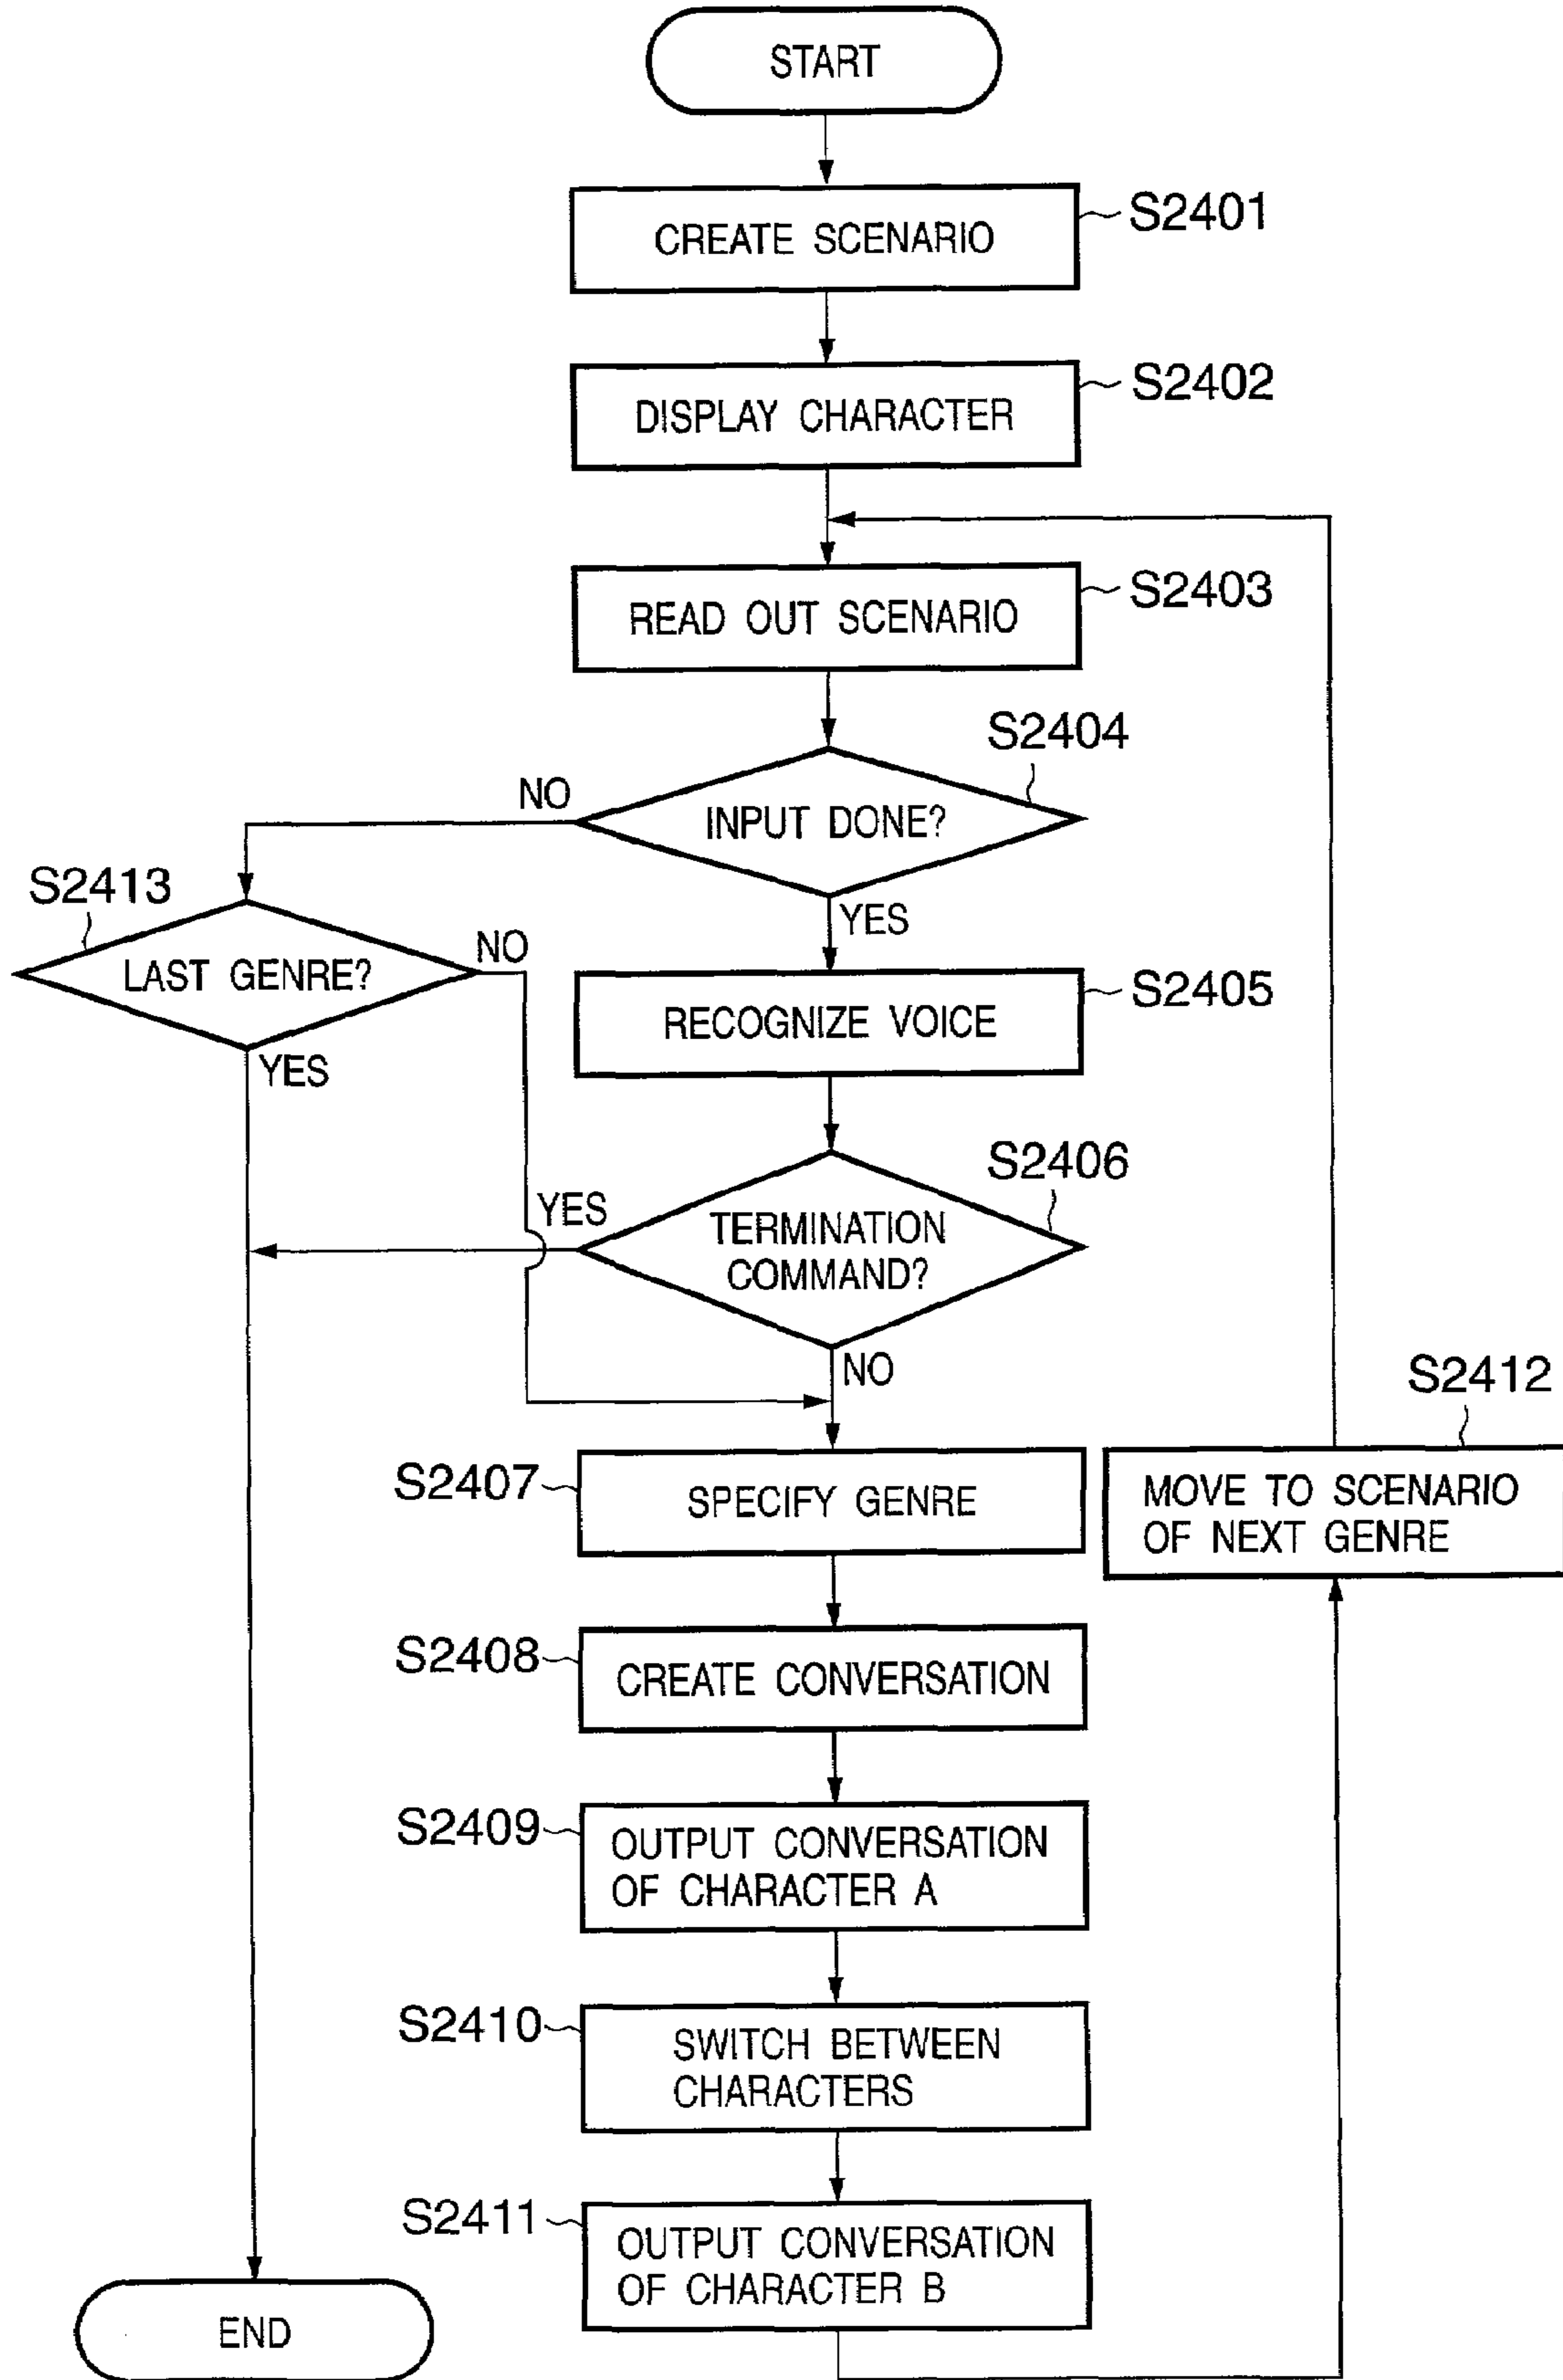 START
CREATE SCENARIO
S2401
DISPLAY CHARACTER
S2402
READ OUT SCENARIO
S2403
S2404
INPUT DONE?
NO
YES
S2413
LAST GENRE?
NO
YES
RECOGNIZE VOICE
S2405
S2406
TERMINATION
COMMAND?
YES
NO
S2407
SPECIFY GENRE
S2412
MOVE TO SCENARIO
OF NEXT GENRE
S2408
CREATE CONVERSATION
S2409
OUTPUT CONVERSATION
OF CHARACTER A
S2410
SWITCH BETWEEN
CHARACTERS
S2411
OUTPUT CONVERSATION
OF CHARACTER B
END